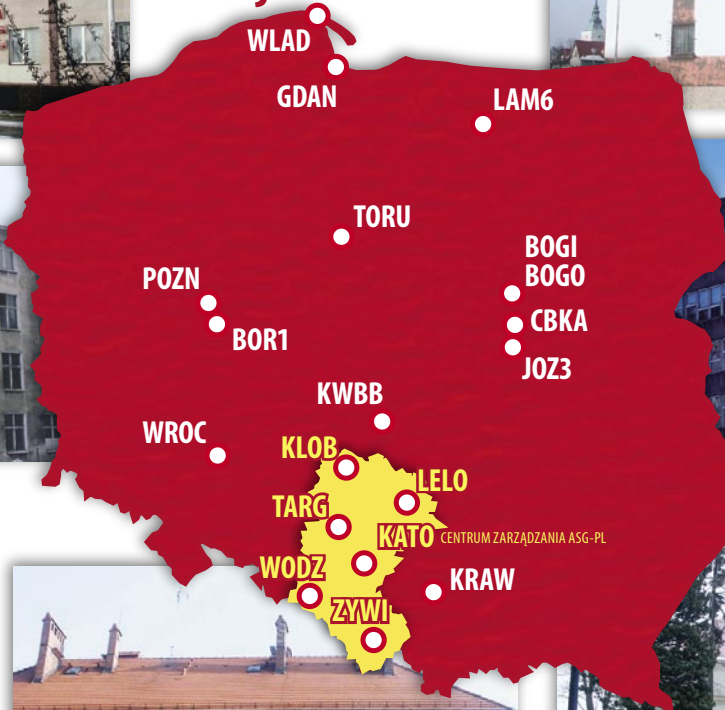 WLAD
GDAN
LAM6
TORU
BOGI
BOGO
POZN
CBKA
BOR1
JOZ3
KWBB
WROC
KLOB
LELO
TARG
KATO CENTRUM ZARZĄDZANIA ASG-PL
WODZ
KRAW
ZYWI